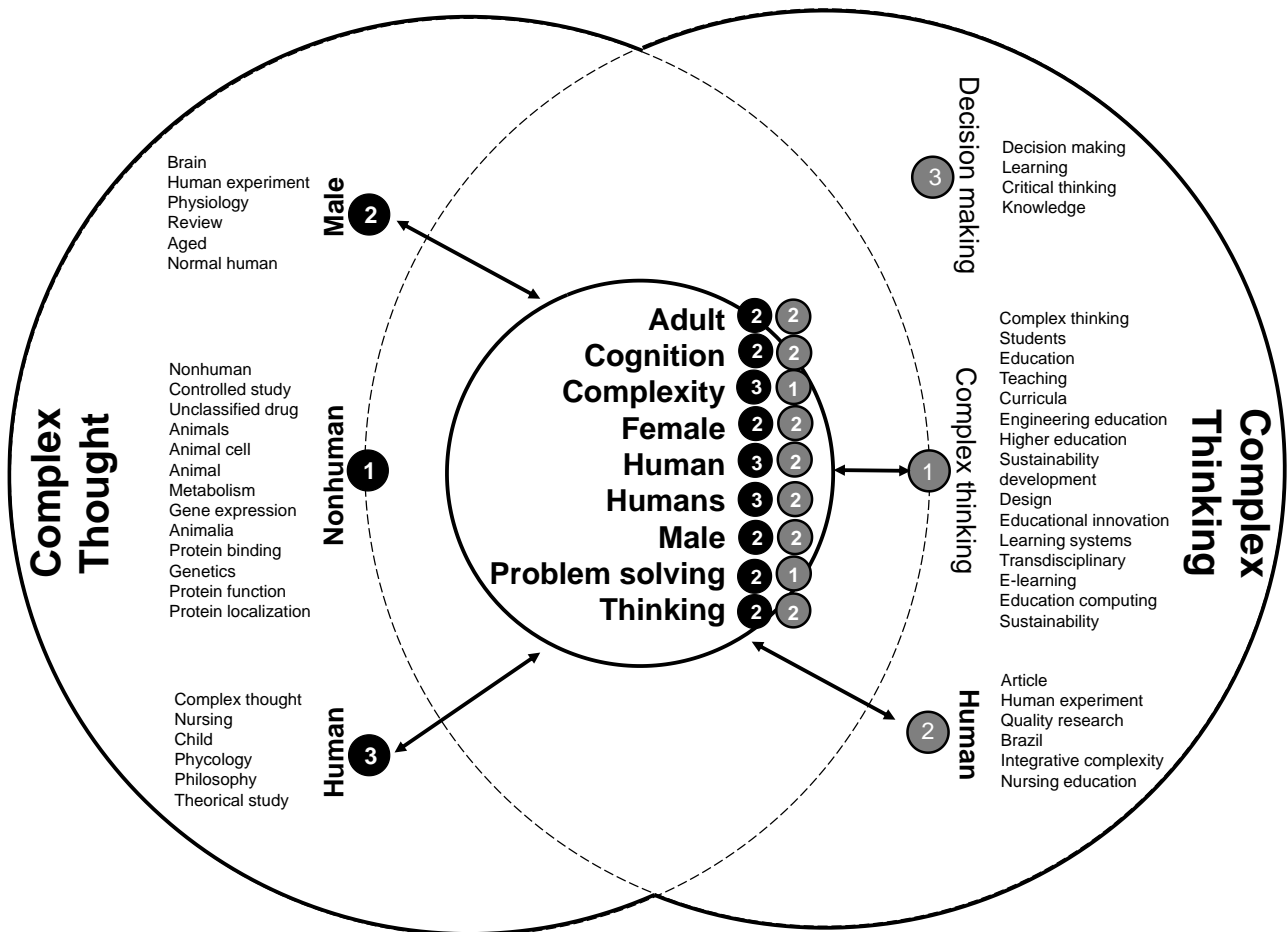 Complex
Thought
Brain
Human experiment
Physiology
Review
Aged
Normal human
Male
2
Nonhuman
Controlled study
Unclassified drug
Animals
Animal cell
Animal
Metabolism
Gene expression
Animalia
Protein binding
Genetics
Protein function
Protein localization
Nonhuman
1
Complex thought
Nursing
Child
Phycology
Philosophy
Theorical study
Human
3
Adult 2 2
Cognition 2 2
Complexity 3 1
Female 2 2
Human 3 2
Humans 3 2
Male 2 2
Problem solving 2 1
Thinking 2 2
3
Decision making
Decision making
Learning
Critical thinking
Knowledge
1
Complex thinking
Complex thinking
Students
Education
Teaching
Curricula
Engineering education
Higher education
Sustainability
development
Design
Educational innovation
Learning systems
Transdisciplinary
E-learning
Education computing
Sustainability
2
Human
Article
Human experiment
Quality research
Brazil
Integrative complexity
Nursing education
Complex
Thinking